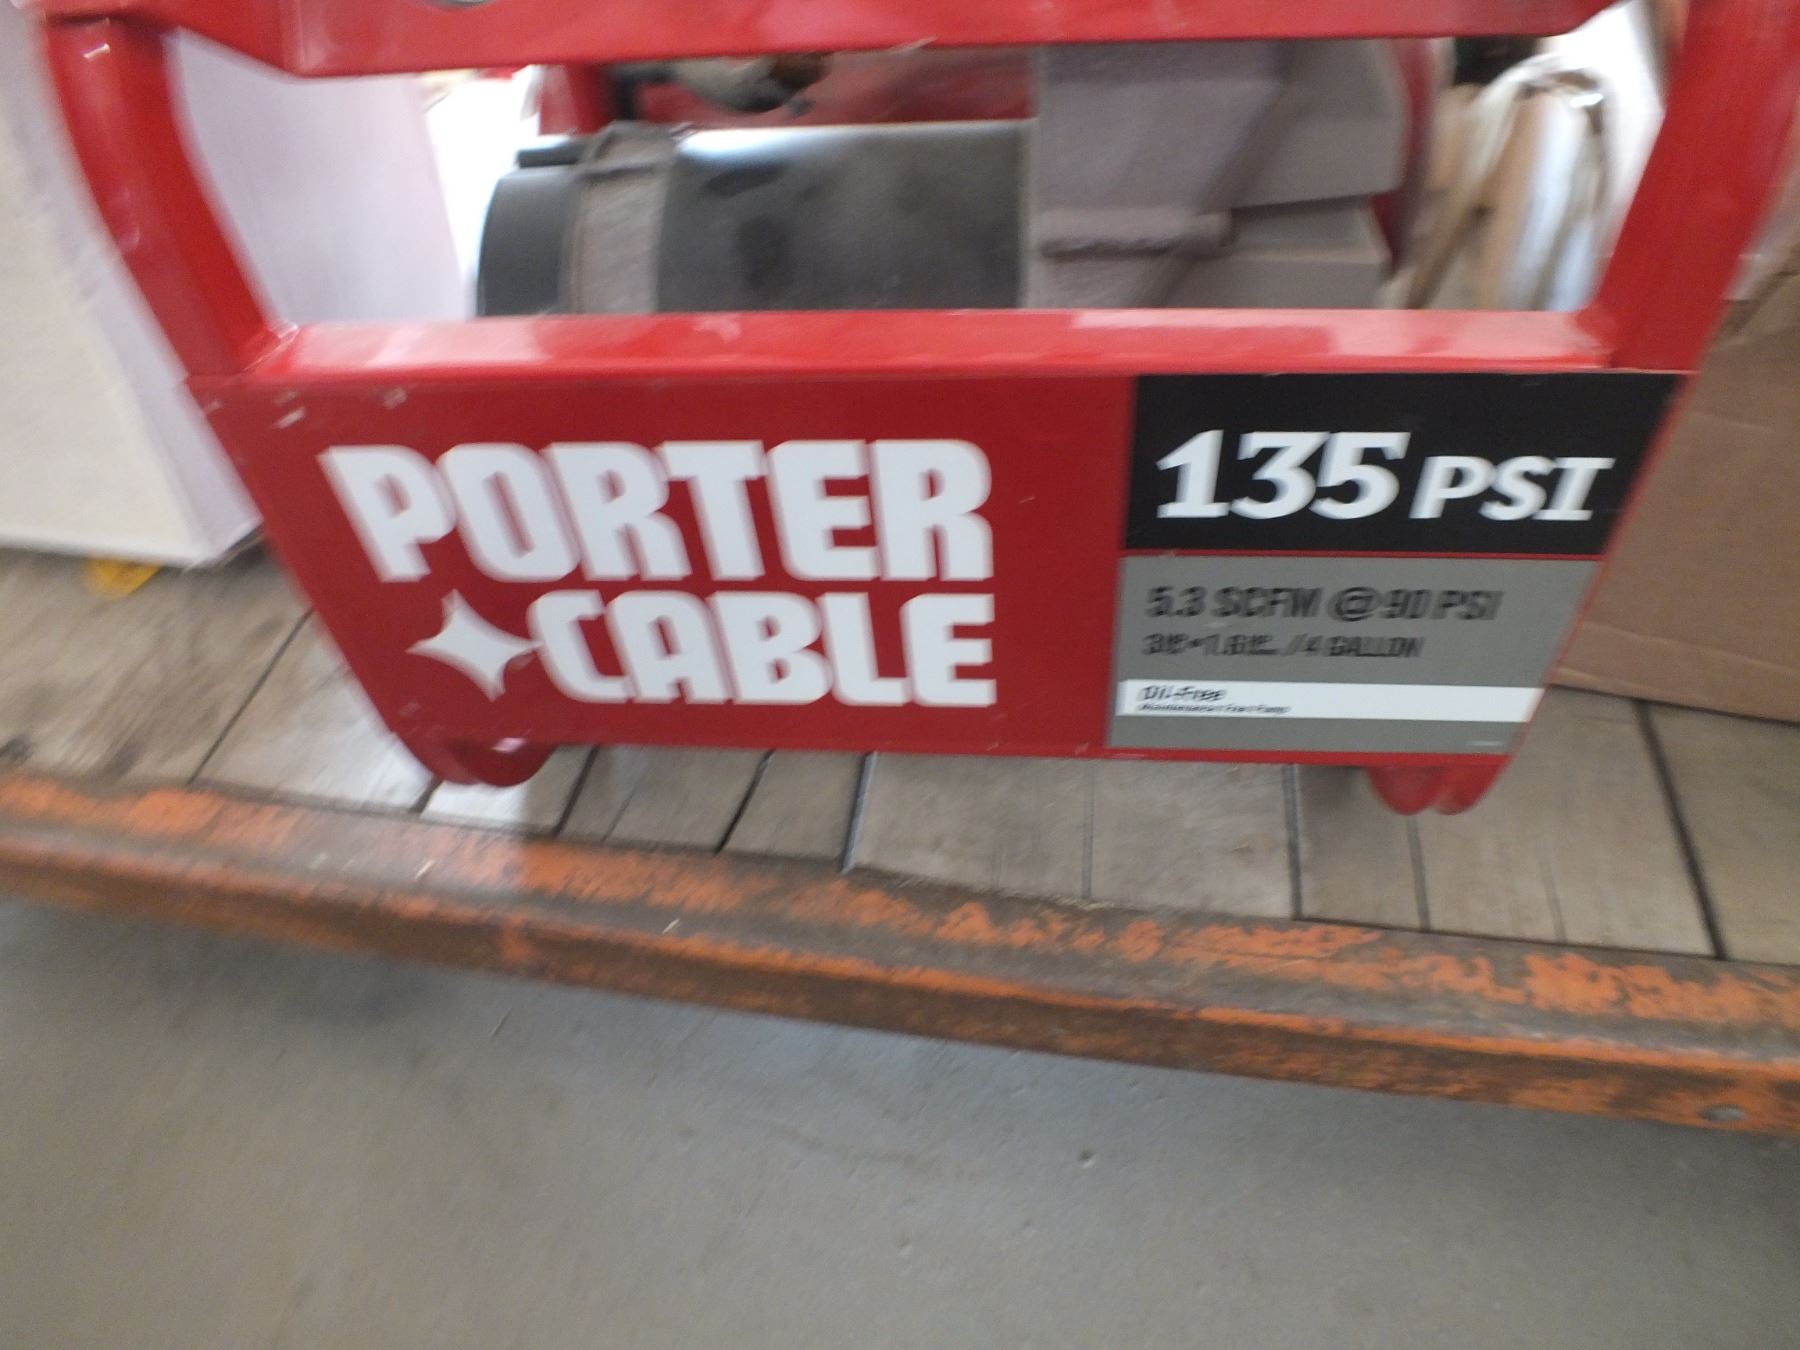 PORTER
CABLE
135 PSI
5.3 SCFM @ 90 PSI
/4 GALLON
Oil-Free